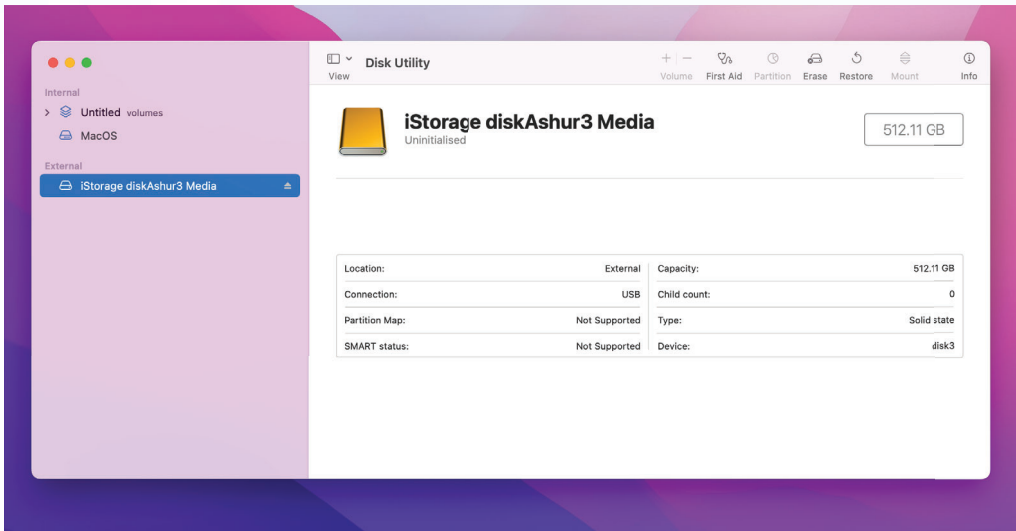 Disk Utility
View
Volume First Aid Partition Erase Restore Mount Info
Internal
Untitled volumes
MacOS
External
iStorage diskAshur3 Media
iStorage diskAshur3 Media
Uninitialised
512.11 GB
Location: External
Connection: USB
Partition Map: Not Supported
SMART status: Not Supported
Capacity: 512.11 GB
Child count: 0
Type: Solid state
Device: disk3